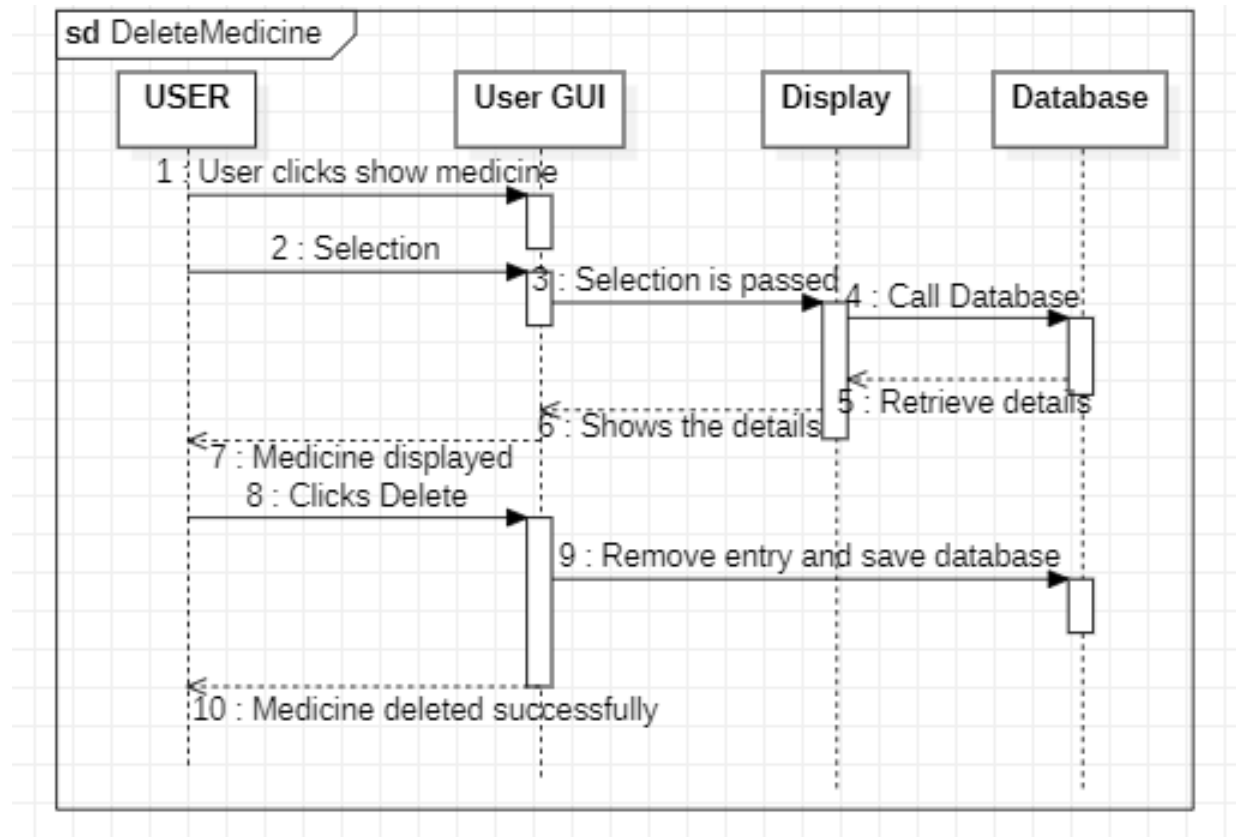 sd DeleteMedicine
USER
User GUI
Display
Database
1 : User clicks show medicine
2 : Selection
3 : Selection is passed
4 : Call Database
5 : Retrieve details
6 : Shows the details
7 : Medicine displayed
8 : Clicks Delete
9 : Remove entry and save database
10 : Medicine deleted successfully